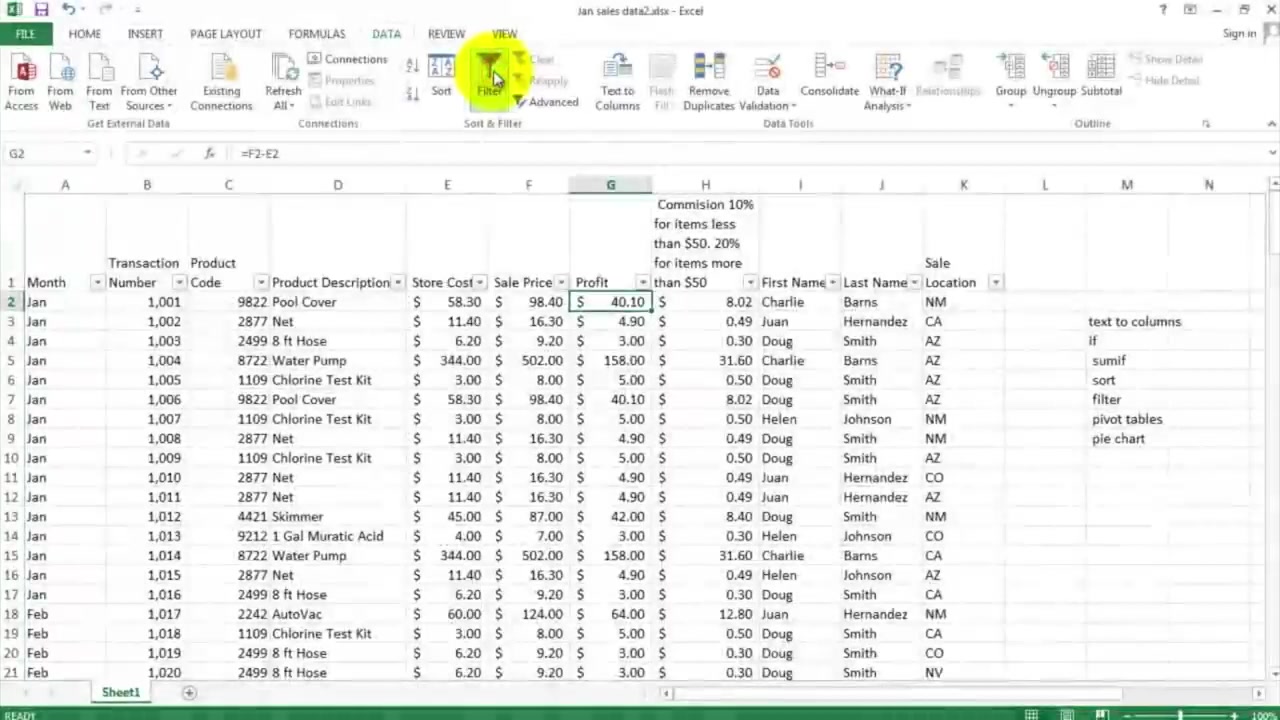 Jan sales data2.xlsx - Excel
Sign in
FILE HOME INSERT PAGE LAYOUT FORMULAS DATA REVIEW VIEW
From Access
From Web
From Text
From Other Sources
Get External Data
Existing Connections
Refresh All
Connections
Properties
Edit Links
Connections
Sort
Filter
Clear
Reapply
Advanced
Sort & Filter
Text to Columns
Flash Fill
Remove Duplicates
Data Validation
Consolidate
What-If Analysis
Relationships
Data Tools
Group
Ungroup
Subtotal
Show Detail
Hide Detail
Outline
G2 fx =F2-E2
A B C D E F G H I J K L M N
1 Month Transaction Number Product Code Product Description Store Cost Sale Price Profit Commision 10% for items less than $50. 20% for items more than $50 First Name Last Name Sale Location
2 Jan 1,001 9822 Pool Cover $ 58.30 $ 98.40 $ 40.10 $ 8.02 Charlie Barns NM
3 Jan 1,002 2877 Net $ 11.40 $ 16.30 $ 4.90 $ 0.49 Juan Hernandez CA text to columns
4 Jan 1,003 2499 8 ft Hose $ 6.20 $ 9.20 $ 3.00 $ 0.30 Doug Smith AZ if
5 Jan 1,004 8722 Water Pump $ 344.00 $ 502.00 $ 158.00 $ 31.60 Charlie Barns AZ sumif
6 Jan 1,005 1109 Chlorine Test Kit $ 3.00 $ 8.00 $ 5.00 $ 0.50 Doug Smith AZ sort
7 Jan 1,006 9822 Pool Cover $ 58.30 $ 98.40 $ 40.10 $ 8.02 Doug Smith AZ filter
8 Jan 1,007 1109 Chlorine Test Kit $ 3.00 $ 8.00 $ 5.00 $ 0.50 Helen Johnson NM pivot tables
9 Jan 1,008 2877 Net $ 11.40 $ 16.30 $ 4.90 $ 0.49 Doug Smith NM pie chart
10 Jan 1,009 1109 Chlorine Test Kit $ 3.00 $ 8.00 $ 5.00 $ 0.50 Doug Smith AZ
11 Jan 1,010 2877 Net $ 11.40 $ 16.30 $ 4.90 $ 0.49 Juan Hernandez CO
12 Jan 1,011 2877 Net $ 11.40 $ 16.30 $ 4.90 $ 0.49 Juan Hernandez AZ
13 Jan 1,012 4421 Skimmer $ 45.00 $ 87.00 $ 42.00 $ 8.40 Doug Smith NM
14 Jan 1,013 9212 1 Gal Muratic Acid $ 4.00 $ 7.00 $ 3.00 $ 0.30 Helen Johnson CO
15 Jan 1,014 8722 Water Pump $ 344.00 $ 502.00 $ 158.00 $ 31.60 Charlie Barns CA
16 Jan 1,015 2877 Net $ 11.40 $ 16.30 $ 4.90 $ 0.49 Helen Johnson AZ
17 Jan 1,016 2499 8 ft Hose $ 6.20 $ 9.20 $ 3.00 $ 0.30 Doug Smith CA
18 Feb 1,017 2242 AutoVac $ 60.00 $ 124.00 $ 64.00 $ 12.80 Juan Hernandez NM
19 Feb 1,018 1109 Chlorine Test Kit $ 3.00 $ 8.00 $ 5.00 $ 0.50 Doug Smith CA
20 Feb 1,019 2499 8 ft Hose $ 6.20 $ 9.20 $ 3.00 $ 0.30 Doug Smith CO
21 Feb 1,020 2499 8 ft Hose $ 6.20 $ 9.20 $ 3.00 $ 0.30 Doug Smith NV
Sheet1
READY 100%